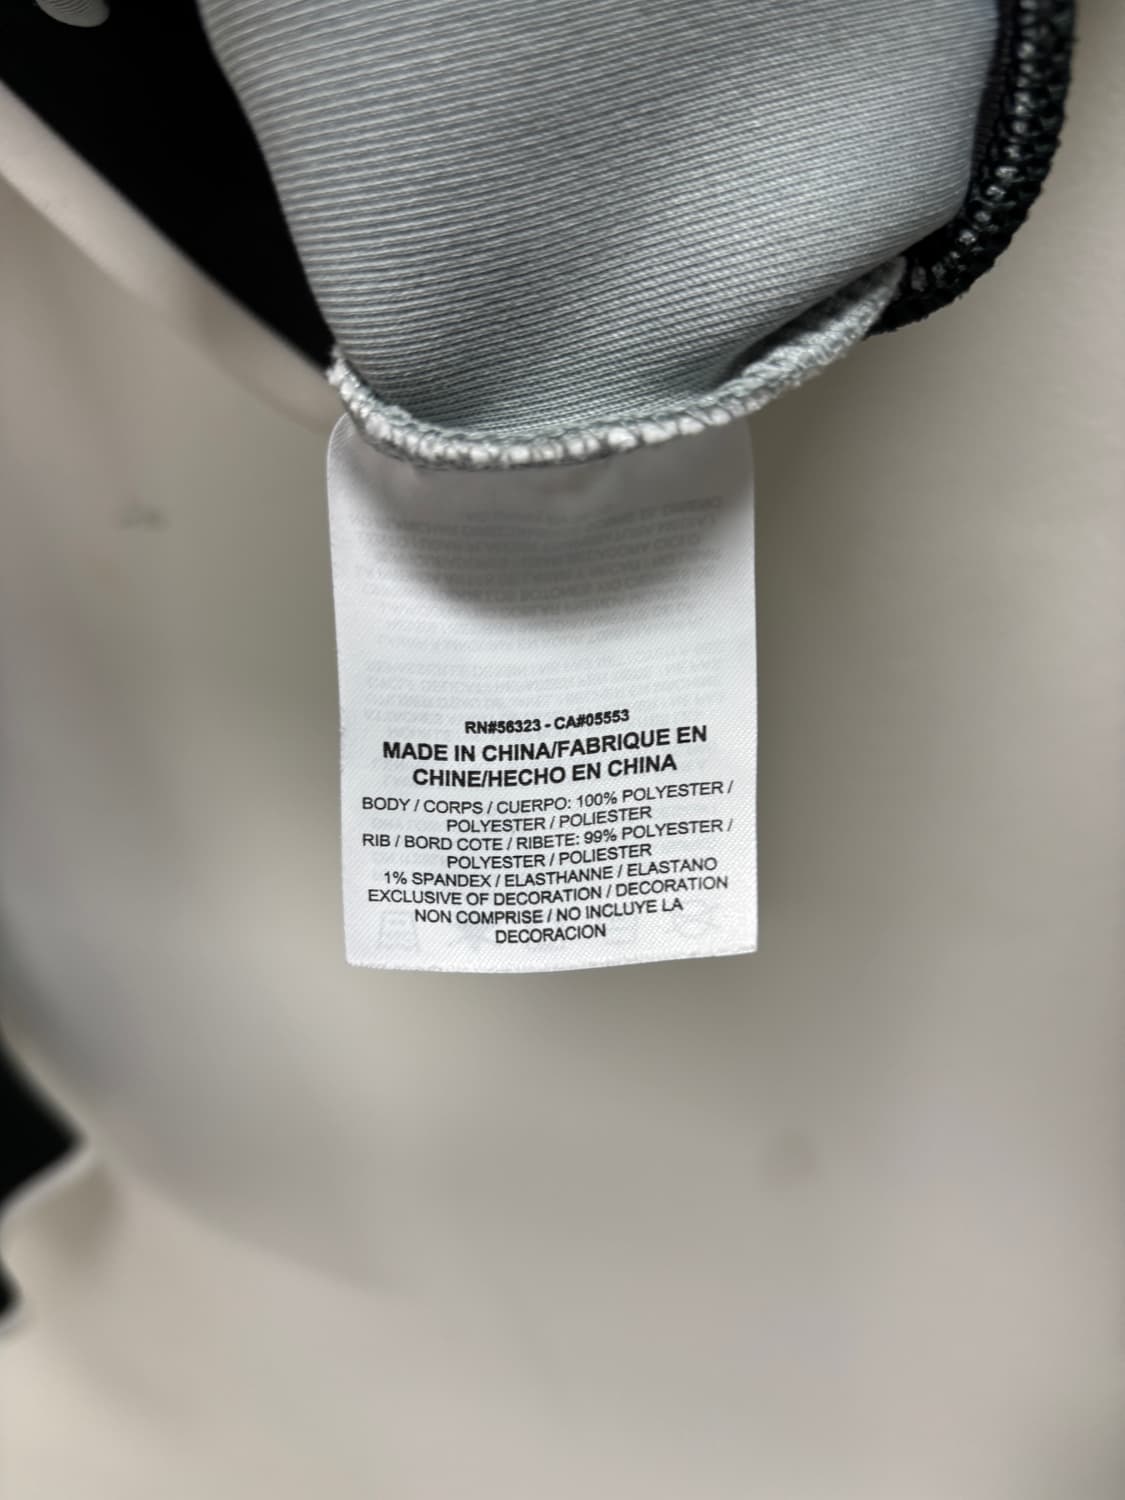 RN#56323 - CA#05553
MADE IN CHINA/FABRIQUE EN
CHINE/HECHO EN CHINA
BODY / CORPS / CUERPO: 100% POLYESTER /
POLYESTER / POLIESTER
RIB / BORD COTE / RIBETE: 99% POLYESTER /
POLYESTER / POLIESTER
1% SPANDEX / ELASTHANNE / ELASTANO
EXCLUSIVE OF DECORATION / DECORATION
NON COMPRISE / NO INCLUYE LA
DECORACION